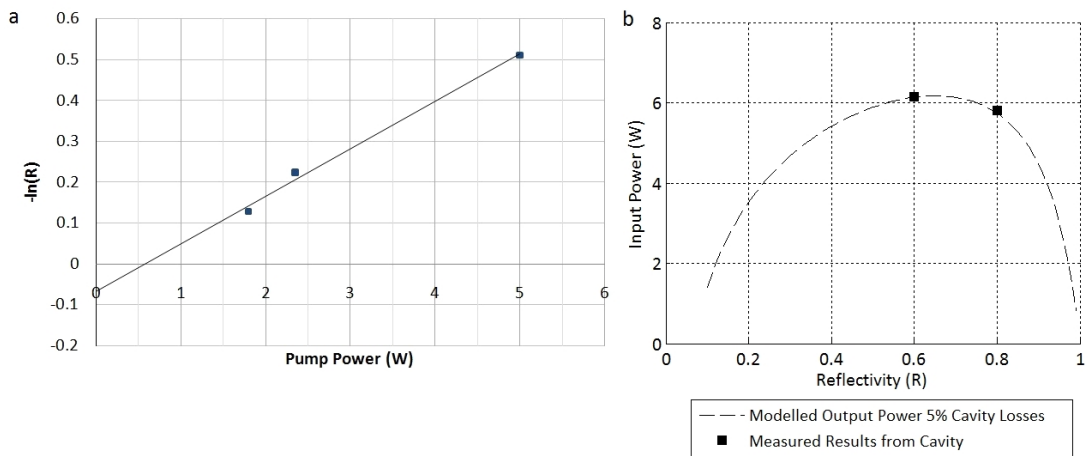 a
0.6
0.5
0.4
0.3
0.2
0.1
0
-0.1
-0.2
-ln(R)
0 1 2 3 4 5 6
Pump Power (W)
b
8
6
4
2
0
Input Power (W)
0 0.2 0.4 0.6 0.8 1
Reflectivity (R)
Modelled Output Power 5% Cavity Losses
Measured Results from Cavity